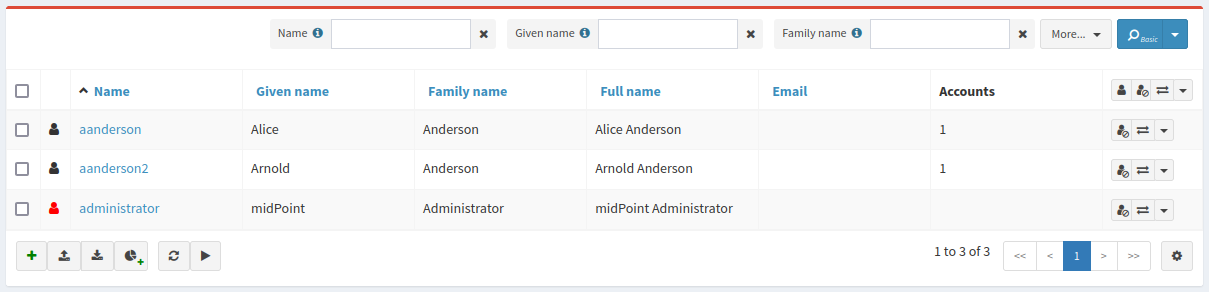 Name Given name Family name More... Basic
Name Given name Family name Full name Email Accounts
aanderson Alice Anderson Alice Anderson 1
aanderson2 Arnold Anderson Arnold Anderson 1
administrator midPoint Administrator midPoint Administrator
1 to 3 of 3 << < 1 > >>